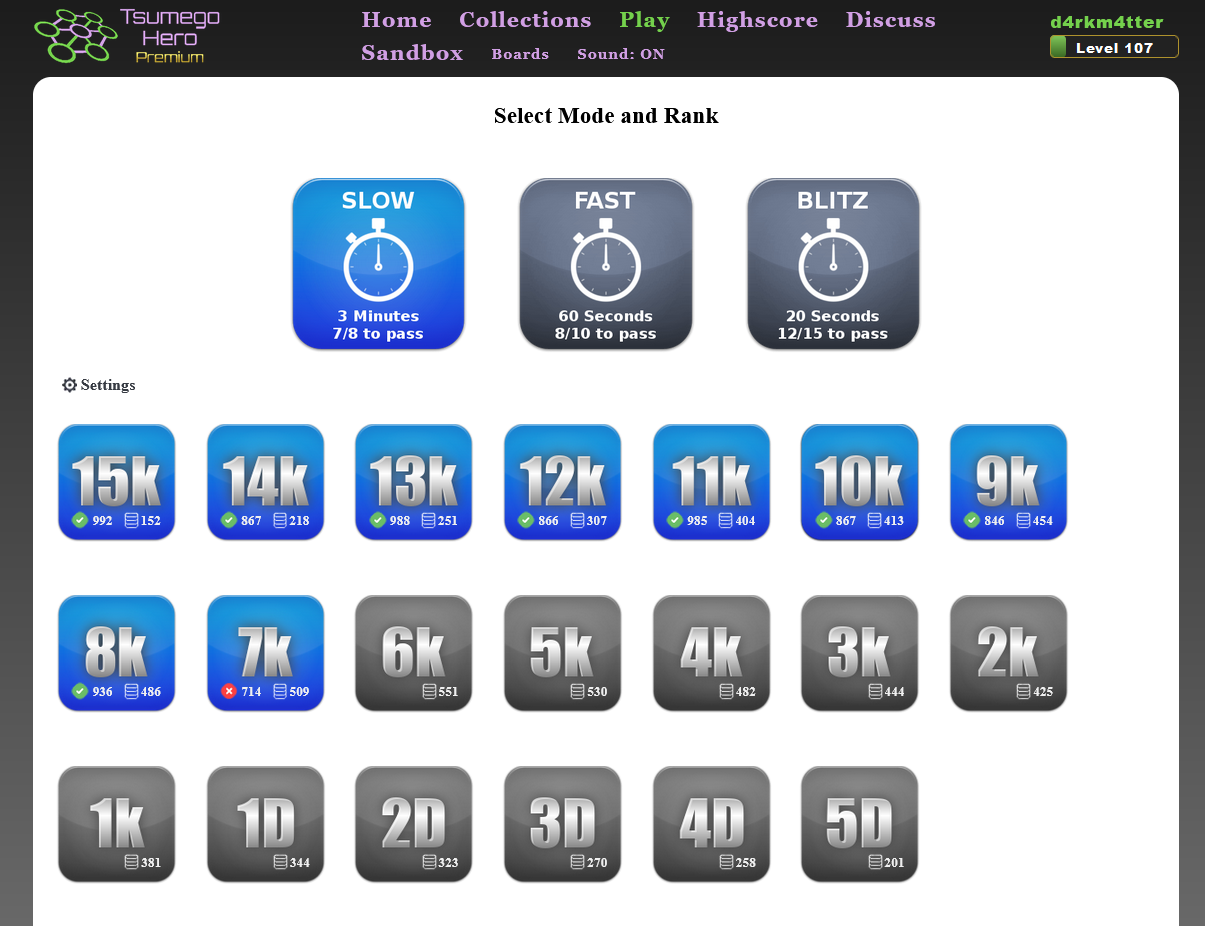 Tsumego
Hero
Premium
Home Collections Play Highscore Discuss
Sandbox Boards Sound: ON
d4rkm4tter
Level 107
Select Mode and Rank
SLOW
3 Minutes
7/8 to pass
FAST
60 Seconds
8/10 to pass
BLITZ
20 Seconds
12/15 to pass
Settings
15k
992 152
14k
867 218
13k
988 251
12k
866 307
11k
985 404
10k
867 413
9k
846 454
8k
936 486
7k
714 509
6k
551
5k
530
4k
482
3k
444
2k
425
1k
381
1D
344
2D
323
3D
270
4D
258
5D
201